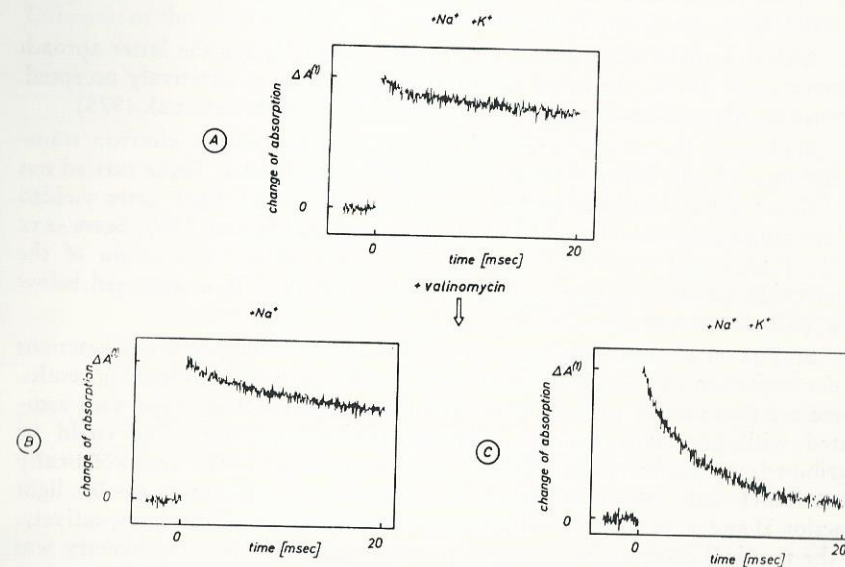 +Na⁺ +K⁺
ΔA⁽¹⁾
change of absorption
A
0
0
20
time [msec]
+ valinomycin
+Na⁺
ΔA⁽¹⁾
change of absorption
B
0
0
20
time [msec]
+Na⁺ +K⁺
ΔA⁽¹⁾
change of absorption
C
0
0
20
time [msec]